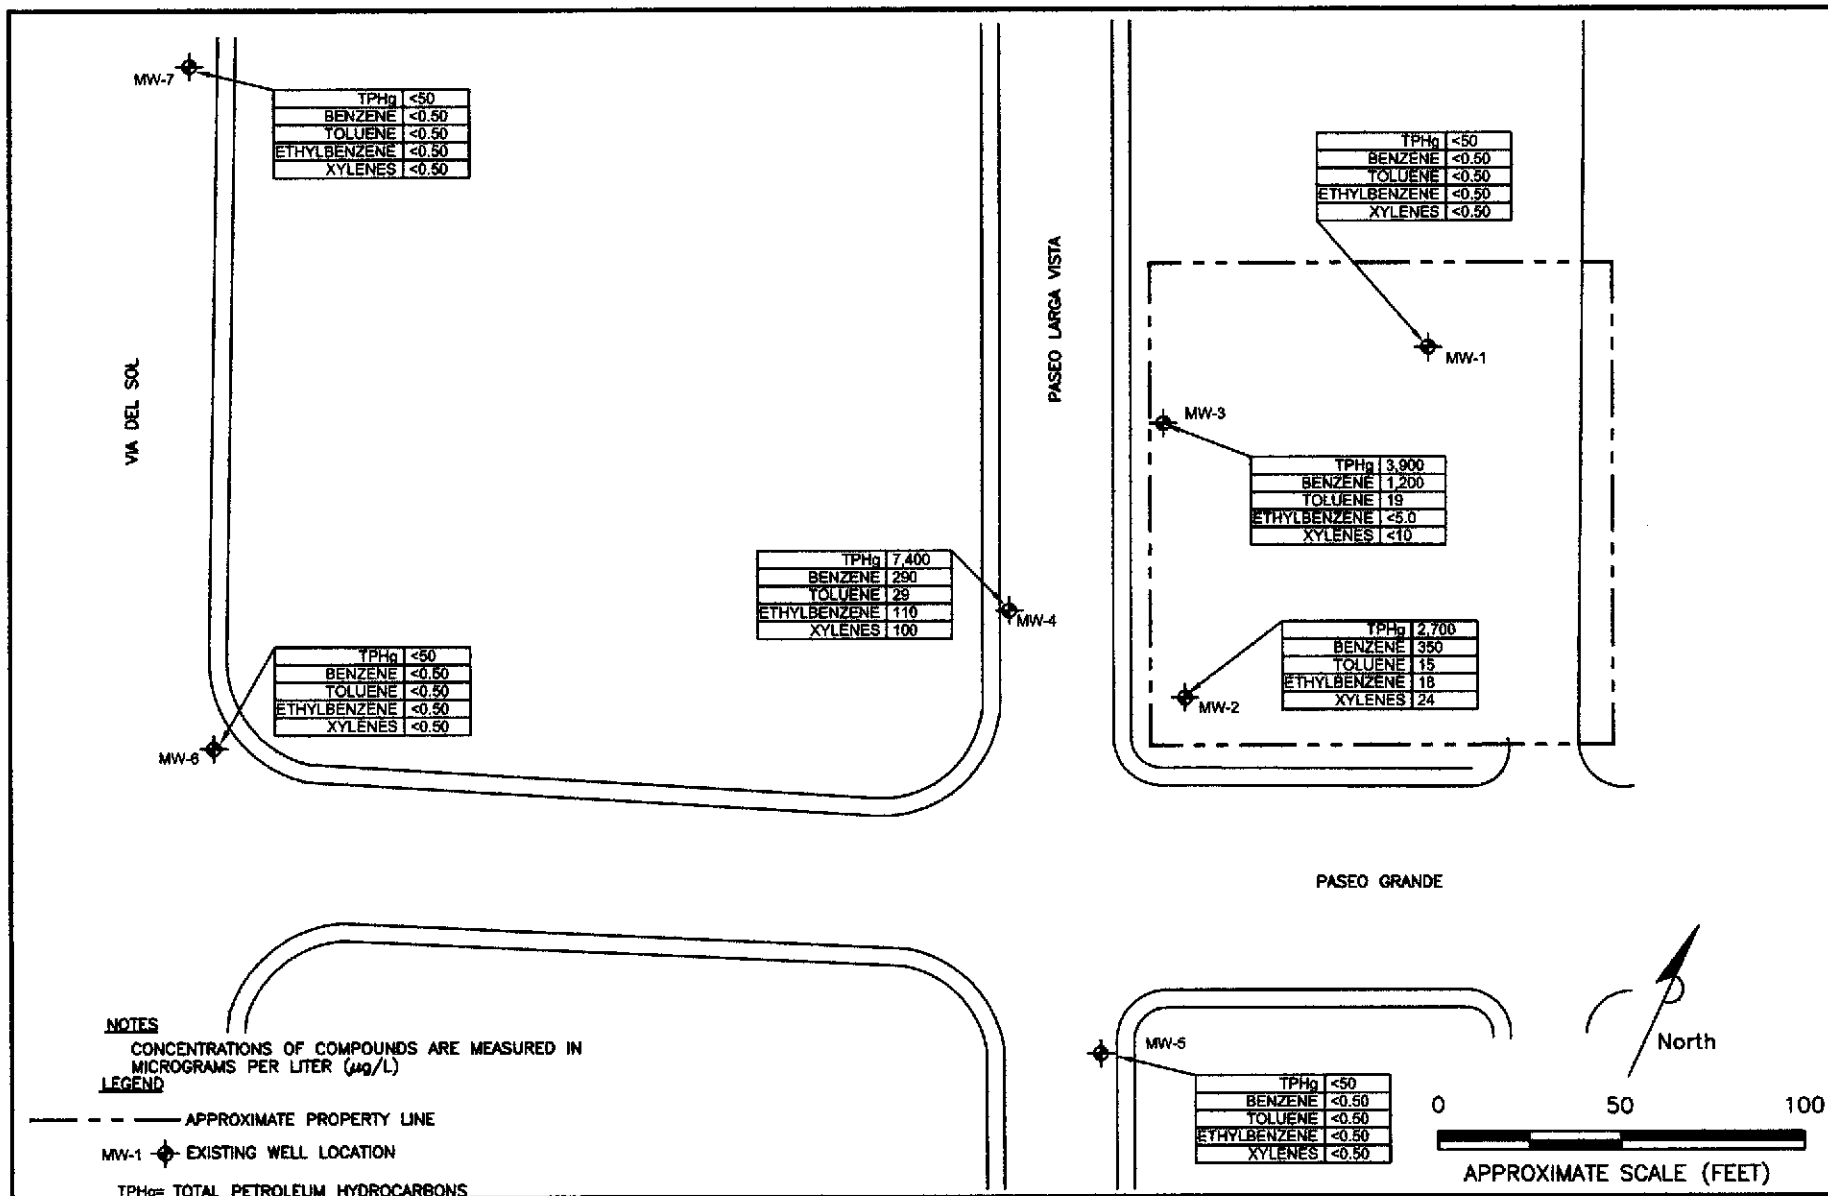 MW-7
TPHg <50
BENZENE <0.50
TOLUENE <0.50
ETHYLBENZENE <0.50
XYLENES <0.50
TPHg <50
BENZENE <0.50
TOLUENE <0.50
ETHYLBENZENE <0.50
XYLENES <0.50
MW-1
PASEO LARGA VISTA
VIA DEL SOL
MW-3
TPHg 3,900
BENZENE 1,200
TOLUENE 19
ETHYLBENZENE <5.0
XYLENES <10
TPHg 7,400
BENZENE 290
TOLUENE 29
ETHYLBENZENE 110
XYLENES 100
MW-4
TPHg 2,700
BENZENE 350
TOLUENE 15
ETHYLBENZENE 18
XYLENES 24
MW-2
TPHg <50
BENZENE <0.50
TOLUENE <0.50
ETHYLBENZENE <0.50
XYLENES <0.50
MW-6
PASEO GRANDE
MW-5
TPHg <50
BENZENE <0.50
TOLUENE <0.50
ETHYLBENZENE <0.50
XYLENES <0.50
North
0 50 100
APPROXIMATE SCALE (FEET)
NOTES
CONCENTRATIONS OF COMPOUNDS ARE MEASURED IN
MICROGRAMS PER LITER (µg/L)
LEGEND
APPROXIMATE PROPERTY LINE
MW-1 EXISTING WELL LOCATION
TPHg= TOTAL PETROLEUM HYDROCARBONS